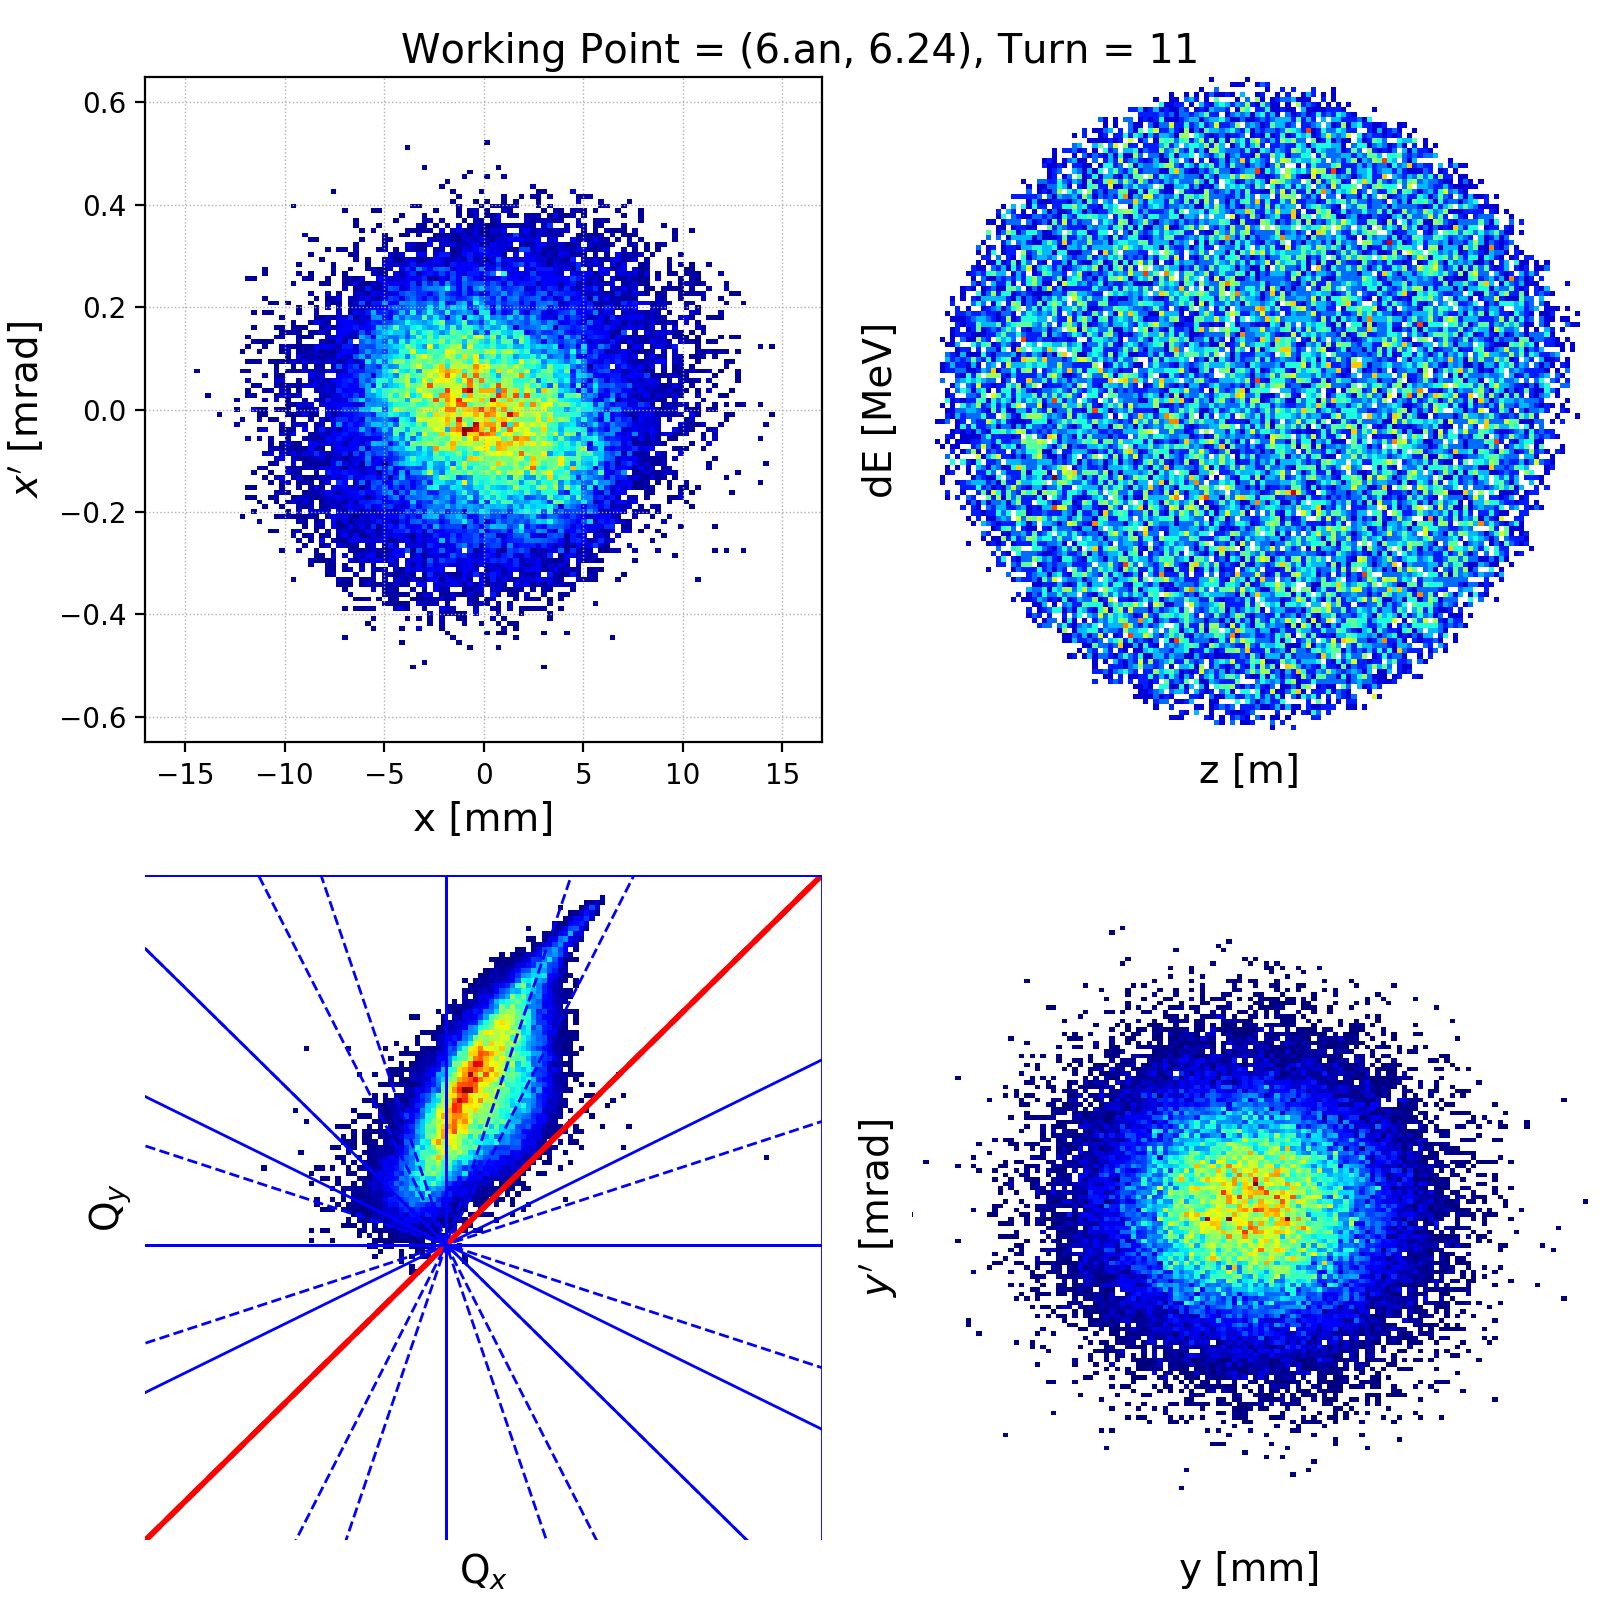 Working Point = (6.an, 6.24), Turn = 11
0.6
0.4
0.2
0.0
−0.2
−0.4
−0.6
x′ [mrad]
−15 −10 −5 0 5 10 15
x [mm]
dE [MeV]
z [m]
Qy
Qx
y′ [mrad]
y [mm]